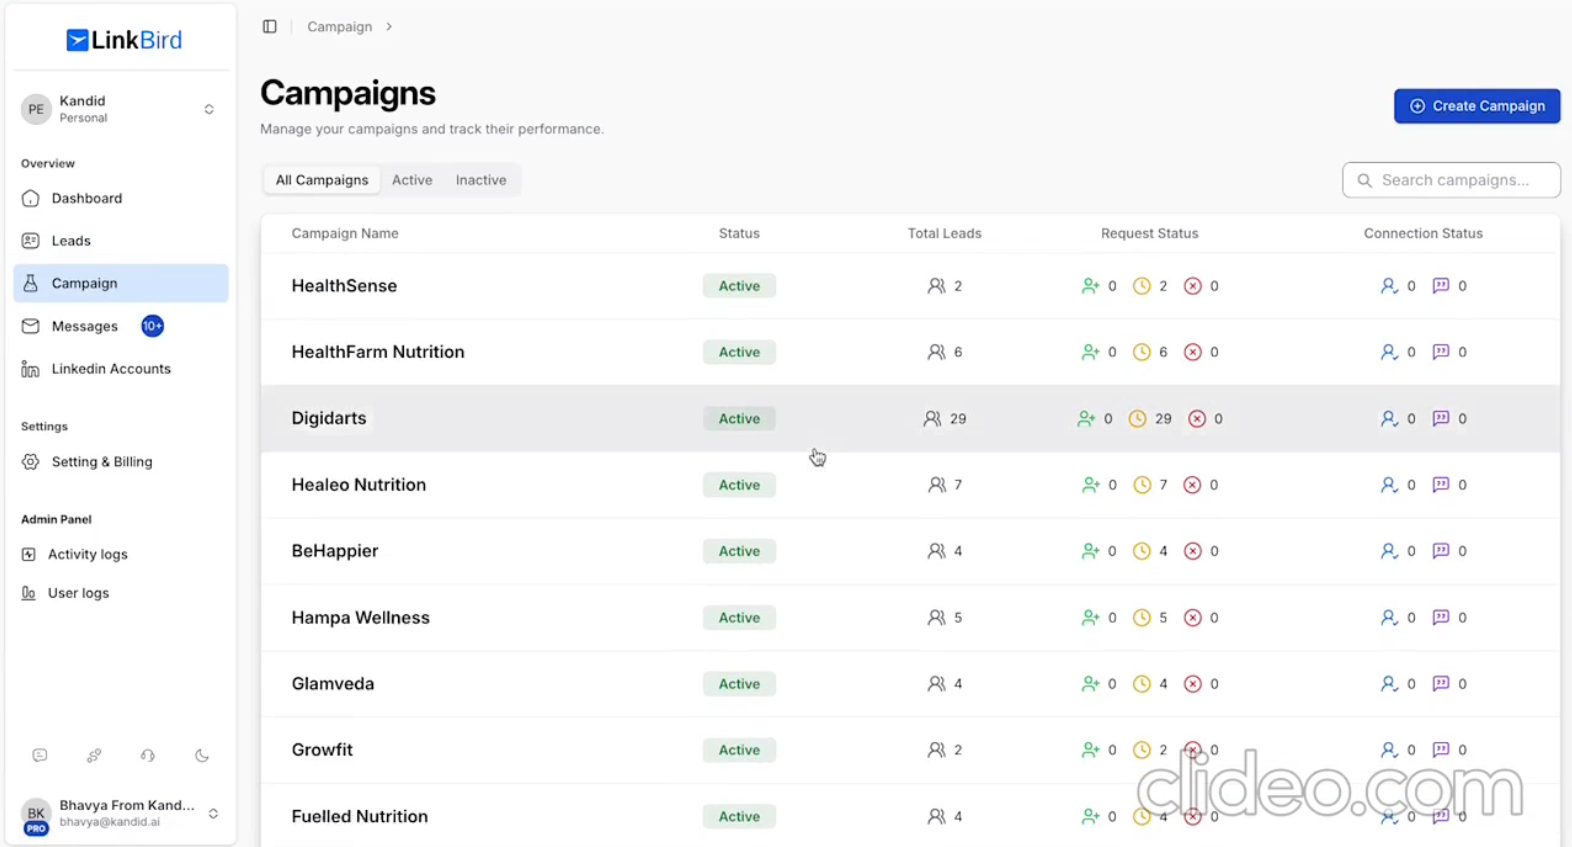 LinkBird
PE
Kandid
Personal
Overview
Dashboard
Leads
Campaign
Messages 10+
Linkedin Accounts
Settings
Setting & Billing
Admin Panel
Activity logs
User logs
BK
PRO
Bhavya From Kand...
bhavya@kandid.ai
Campaign
Campaigns
Manage your campaigns and track their performance.
Create Campaign
All Campaigns Active Inactive
Search campaigns...
Campaign Name Status Total Leads Request Status Connection Status
HealthSense Active 2 0 2 0 0 0
HealthFarm Nutrition Active 6 0 6 0 0 0
Digidarts Active 29 0 29 0 0 0
Healeo Nutrition Active 7 0 7 0 0 0
BeHappier Active 4 0 4 0 0 0
Hampa Wellness Active 5 0 5 0 0 0
Glamveda Active 4 0 4 0 0 0
Growfit Active 2 0 2 0 0 0
Fuelled Nutrition Active 4 0 4 0 0 0
clideo.com